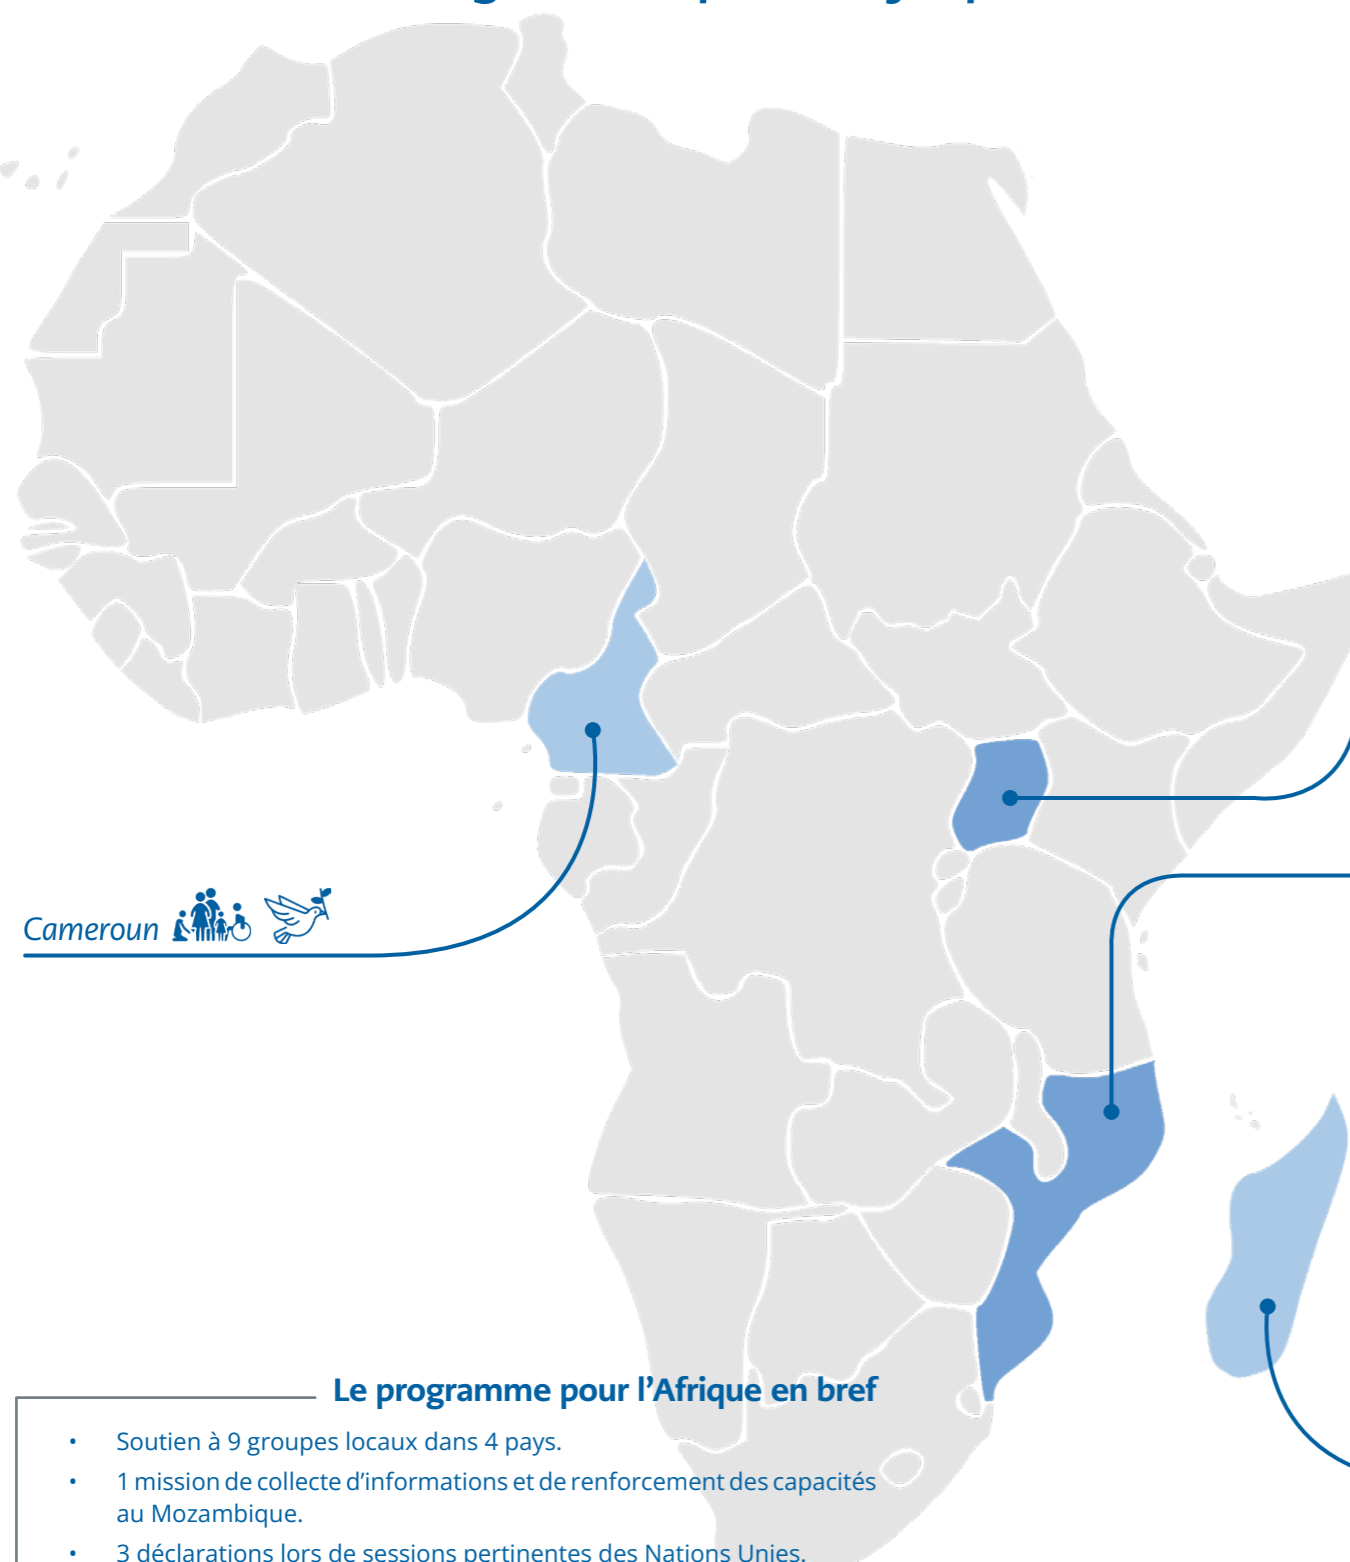 Cameroun
Le programme pour l’Afrique en bref
• Soutien à 9 groupes locaux dans 4 pays.
• 1 mission de collecte d’informations et de renforcement des capacités
au Mozambique.
• 3 déclarations lors de sessions pertinentes des Nations Unies.